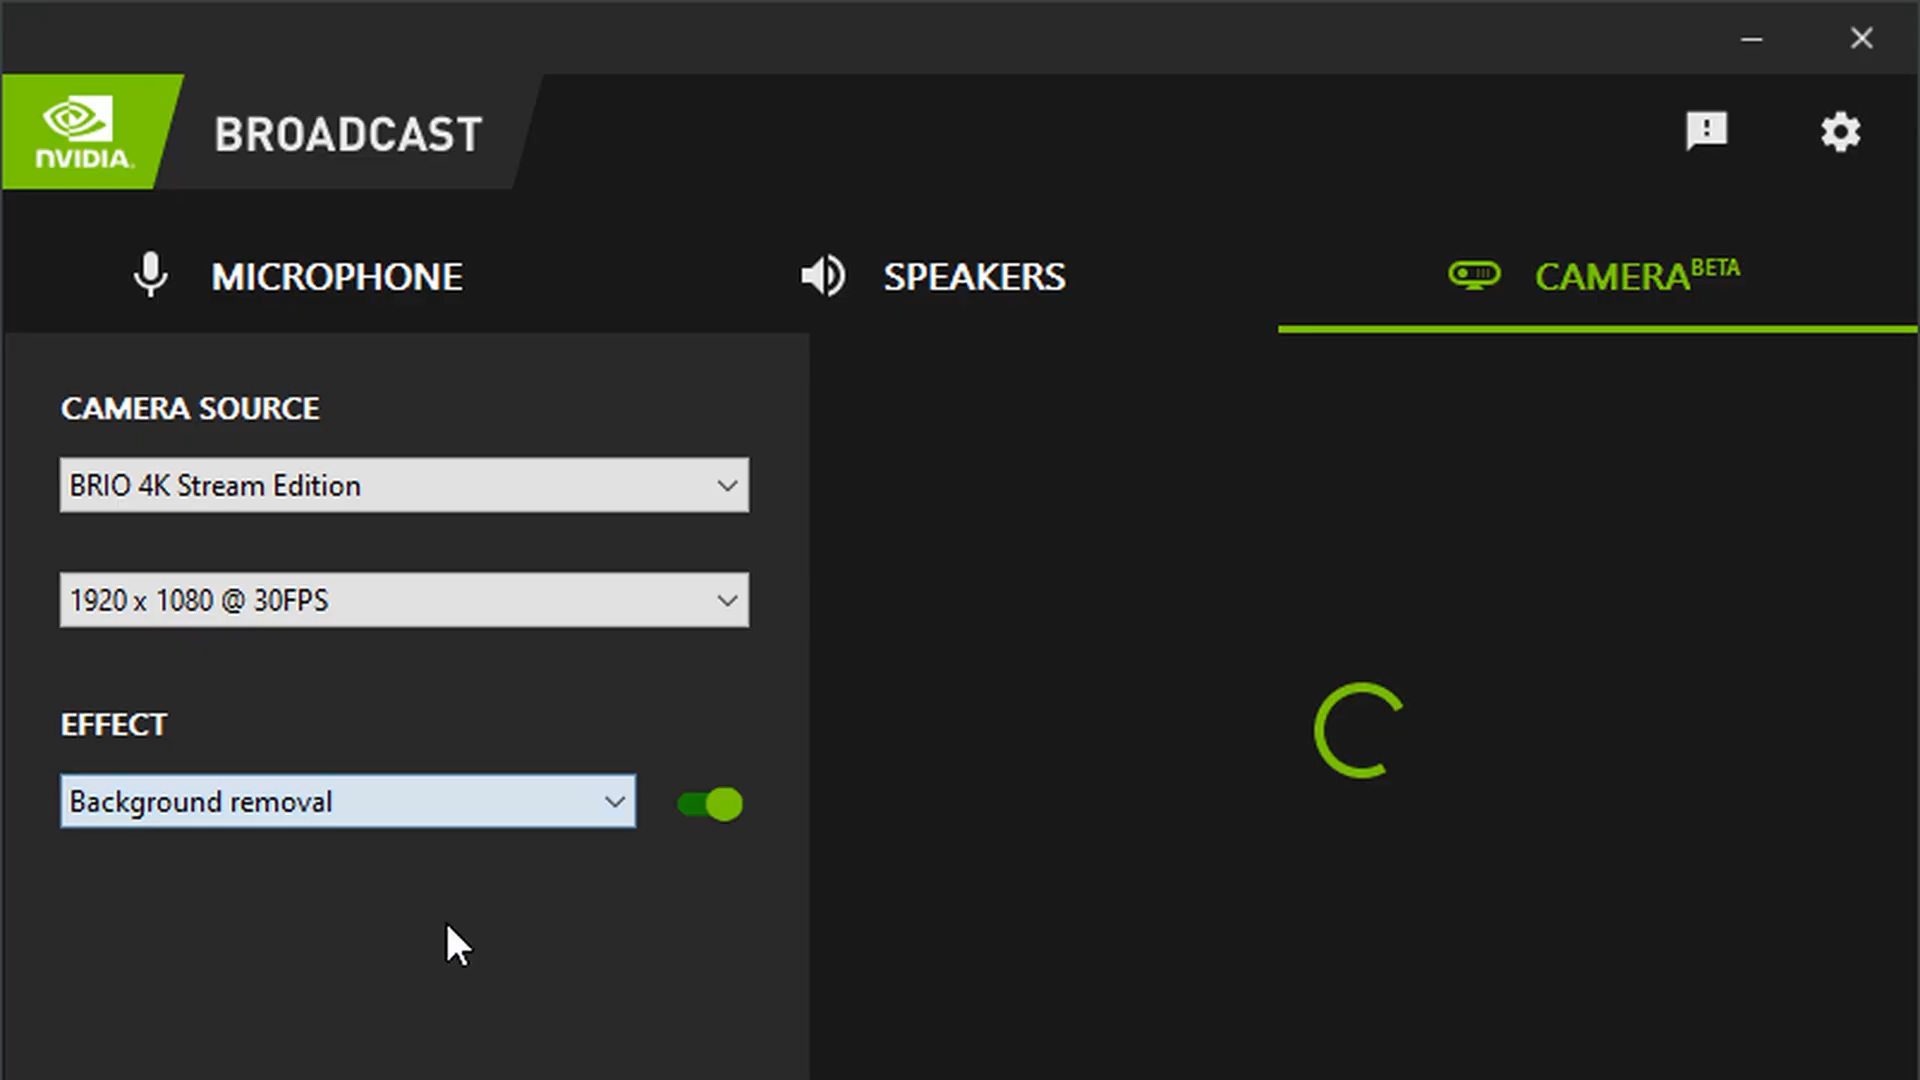 NVIDIA.
BROADCAST
MICROPHONE
SPEAKERS
CAMERA BETA
CAMERA SOURCE
BRIO 4K Stream Edition
1920 x 1080 @ 30FPS
EFFECT
Background removal